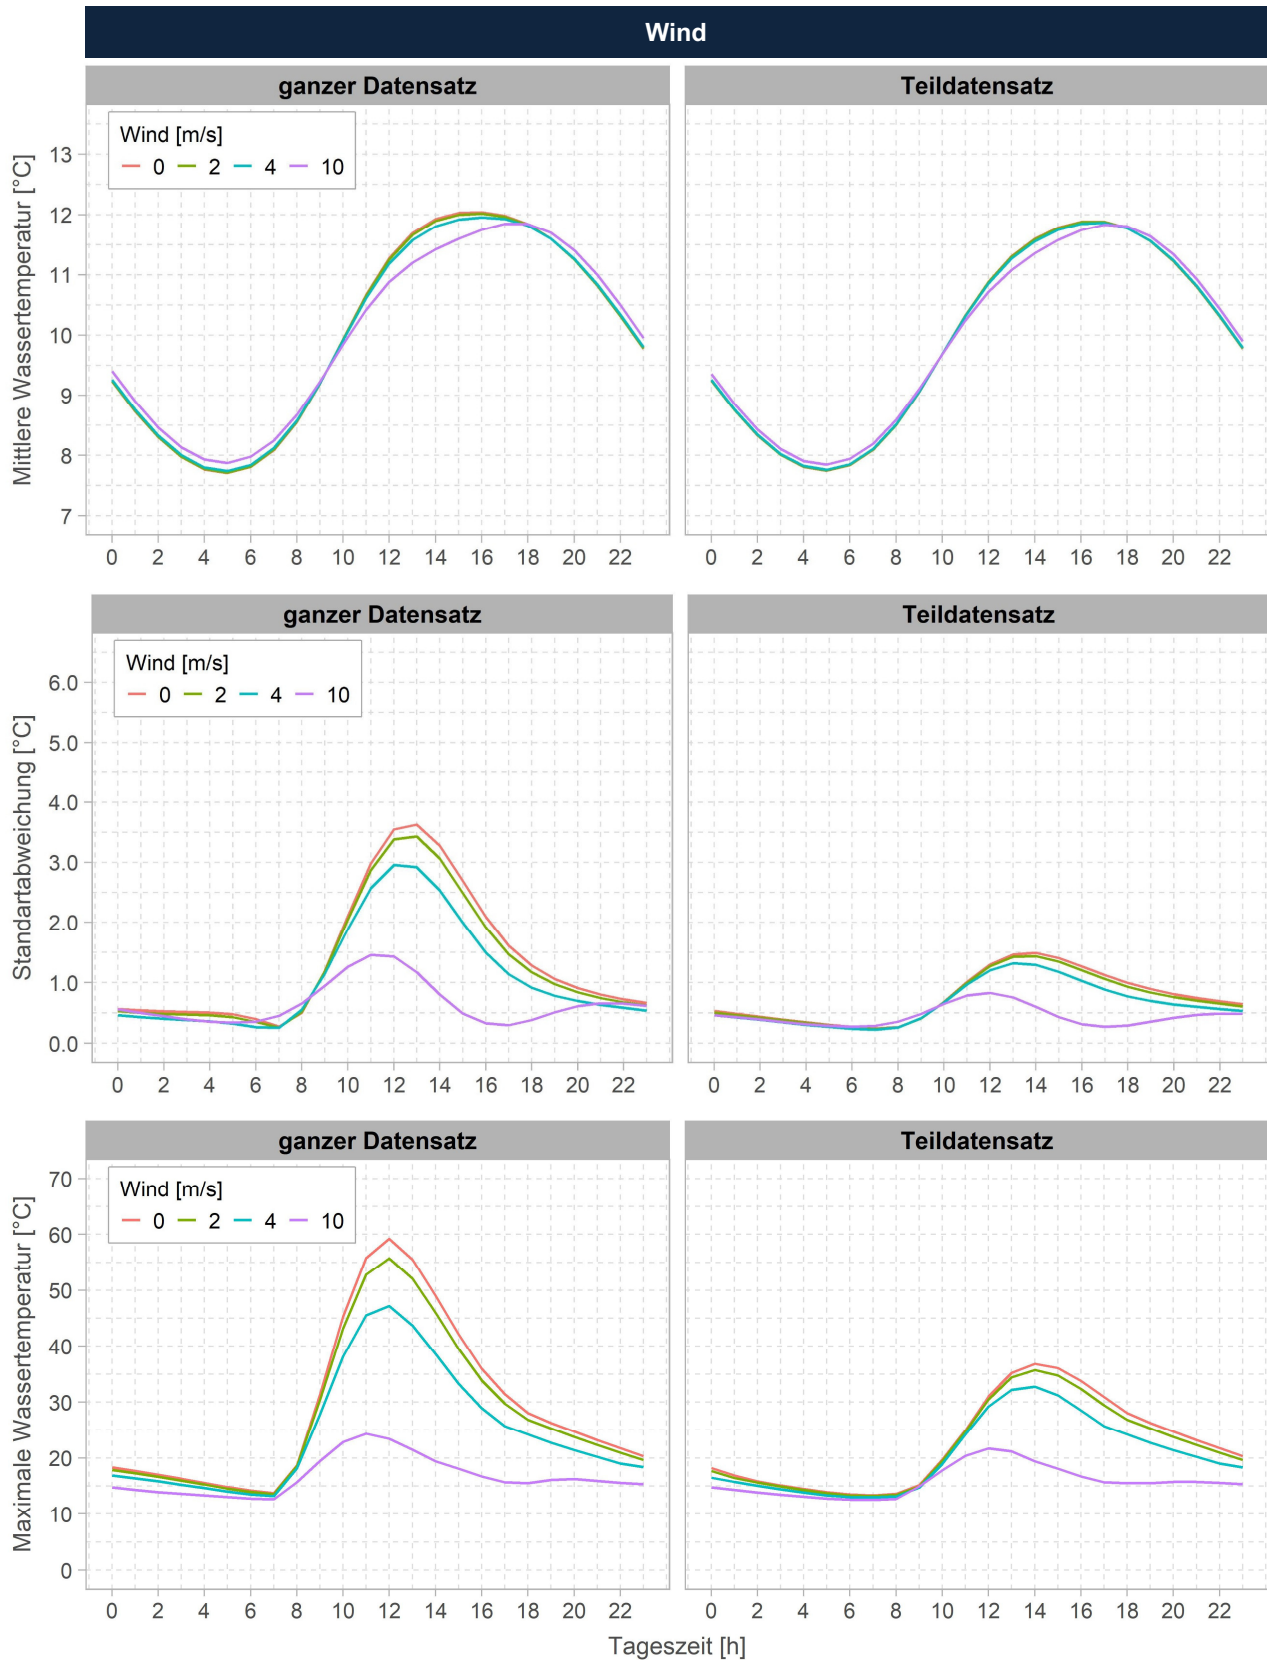 Wind
ganzer Datensatz
Teildatensatz
Wind [m/s]
0 2 4 10
Mittlere Wassertemperatur [°C]
13
12
11
10
9
8
7
0 2 4 6 8 10 12 14 16 18 20 22
0 2 4 6 8 10 12 14 16 18 20 22
ganzer Datensatz
Teildatensatz
Wind [m/s]
0 2 4 10
Standartabweichung [°C]
6.0
5.0
4.0
3.0
2.0
1.0
0.0
0 2 4 6 8 10 12 14 16 18 20 22
0 2 4 6 8 10 12 14 16 18 20 22
ganzer Datensatz
Teildatensatz
Wind [m/s]
0 2 4 10
Maximale Wassertemperatur [°C]
70
60
50
40
30
20
10
0
0 2 4 6 8 10 12 14 16 18 20 22
0 2 4 6 8 10 12 14 16 18 20 22
Tageszeit [h]